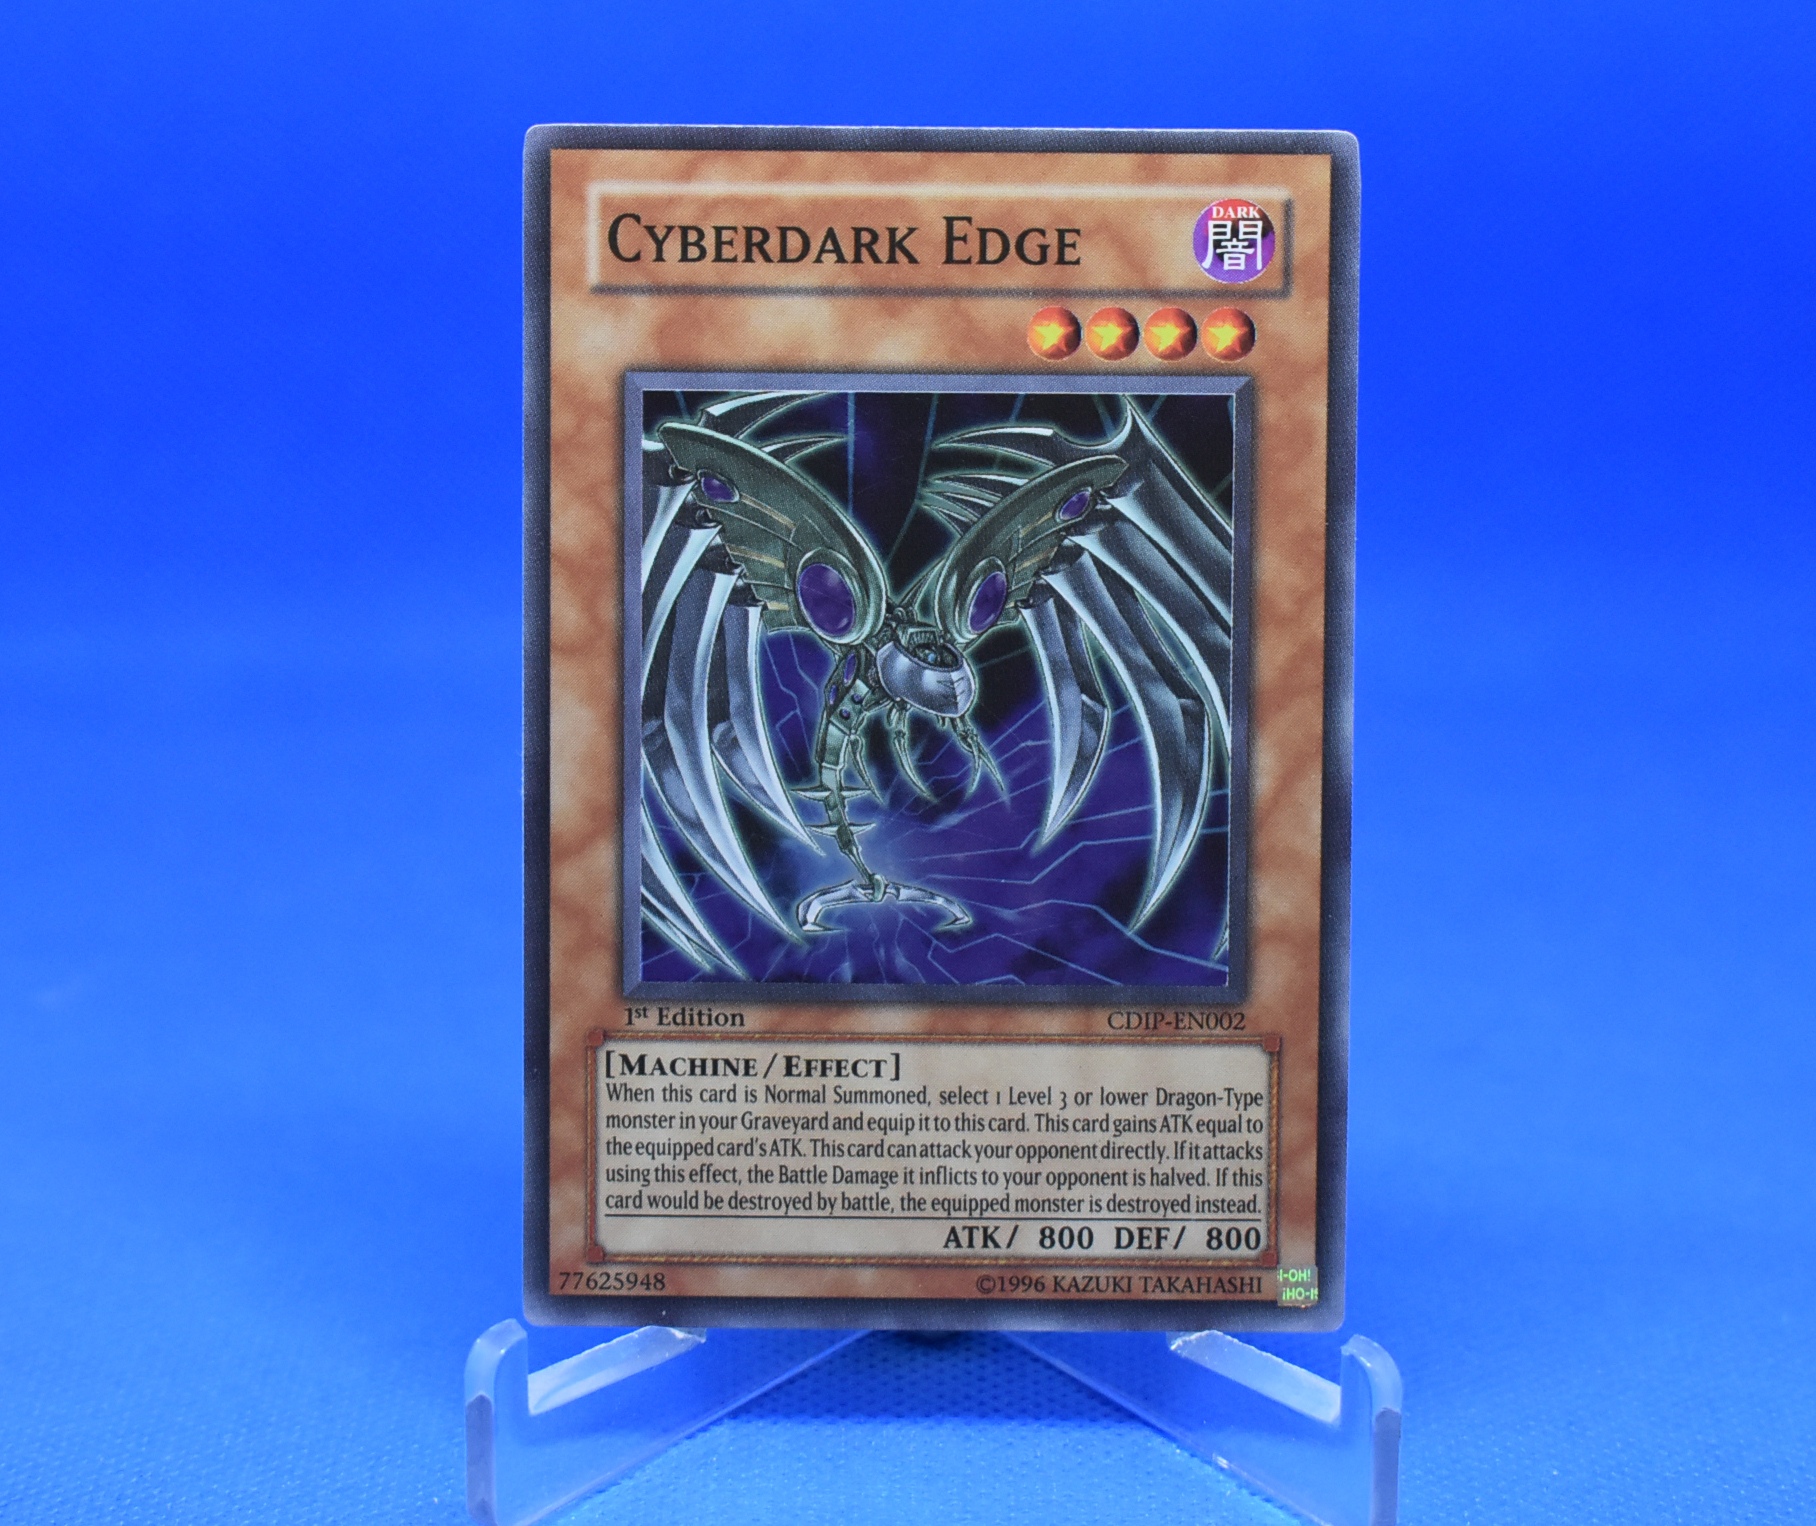 CYBERDARK EDGE
DARK
闇
1st Edition
CDIP-EN002
[MACHINE/EFFECT]
When this card is Normal Summoned, select 1 Level 3 or lower Dragon-Type
monster in your Graveyard and equip it to this card. This card gains ATK equal to
the equipped card's ATK. This card can attack your opponent directly. If it attacks
using this effect, the Battle Damage it inflicts to your opponent is halved. If this
card would be destroyed by battle, the equipped monster is destroyed instead.
ATK/ 800 DEF/ 800
77625948
©1996 KAZUKI TAKAHASHI